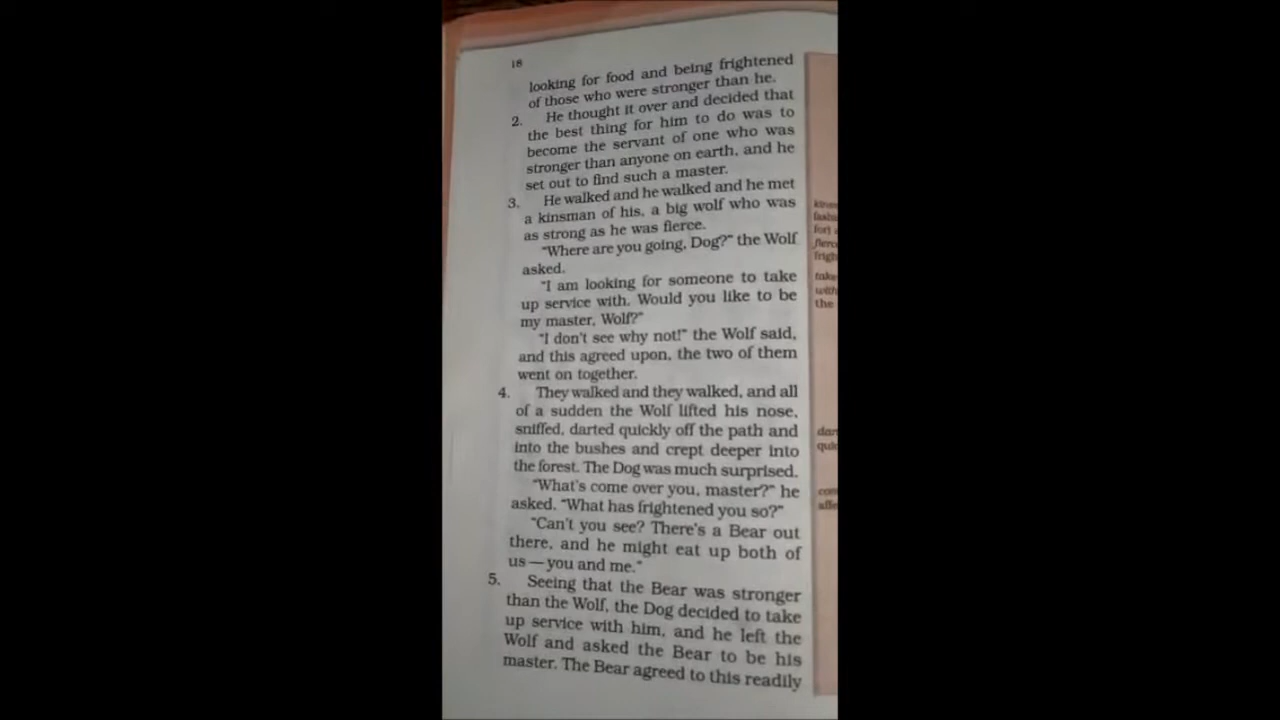 18
looking for food and being frightened
of those who were stronger than he.
2. He thought it over and decided that
the best thing for him to do was to
become the servant of one who was
stronger than anyone on earth, and he
set out to find such a master.
3. He walked and he walked and he met
a kinsman of his, a big wolf who was
as strong as he was fierce.
"Where are you going, Dog?" the Wolf
asked.
"I am looking for someone to take
up service with. Would you like to be
my master, Wolf?"
"I don't see why not!" the Wolf said,
and this agreed upon, the two of them
went on together.
4. They walked and they walked, and all
of a sudden the Wolf lifted his nose,
sniffed, darted quickly off the path and
into the bushes and crept deeper into
the forest. The Dog was much surprised.
"What's come over you, master?" he
asked. "What has frightened you so?"
"Can't you see? There's a Bear out
there, and he might eat up both of
us — you and me."
5. Seeing that the Bear was stronger
than the Wolf, the Dog decided to take
up service with him, and he left the
Wolf and asked the Bear to be his
master. The Bear agreed to this readily
for)
take
with
the